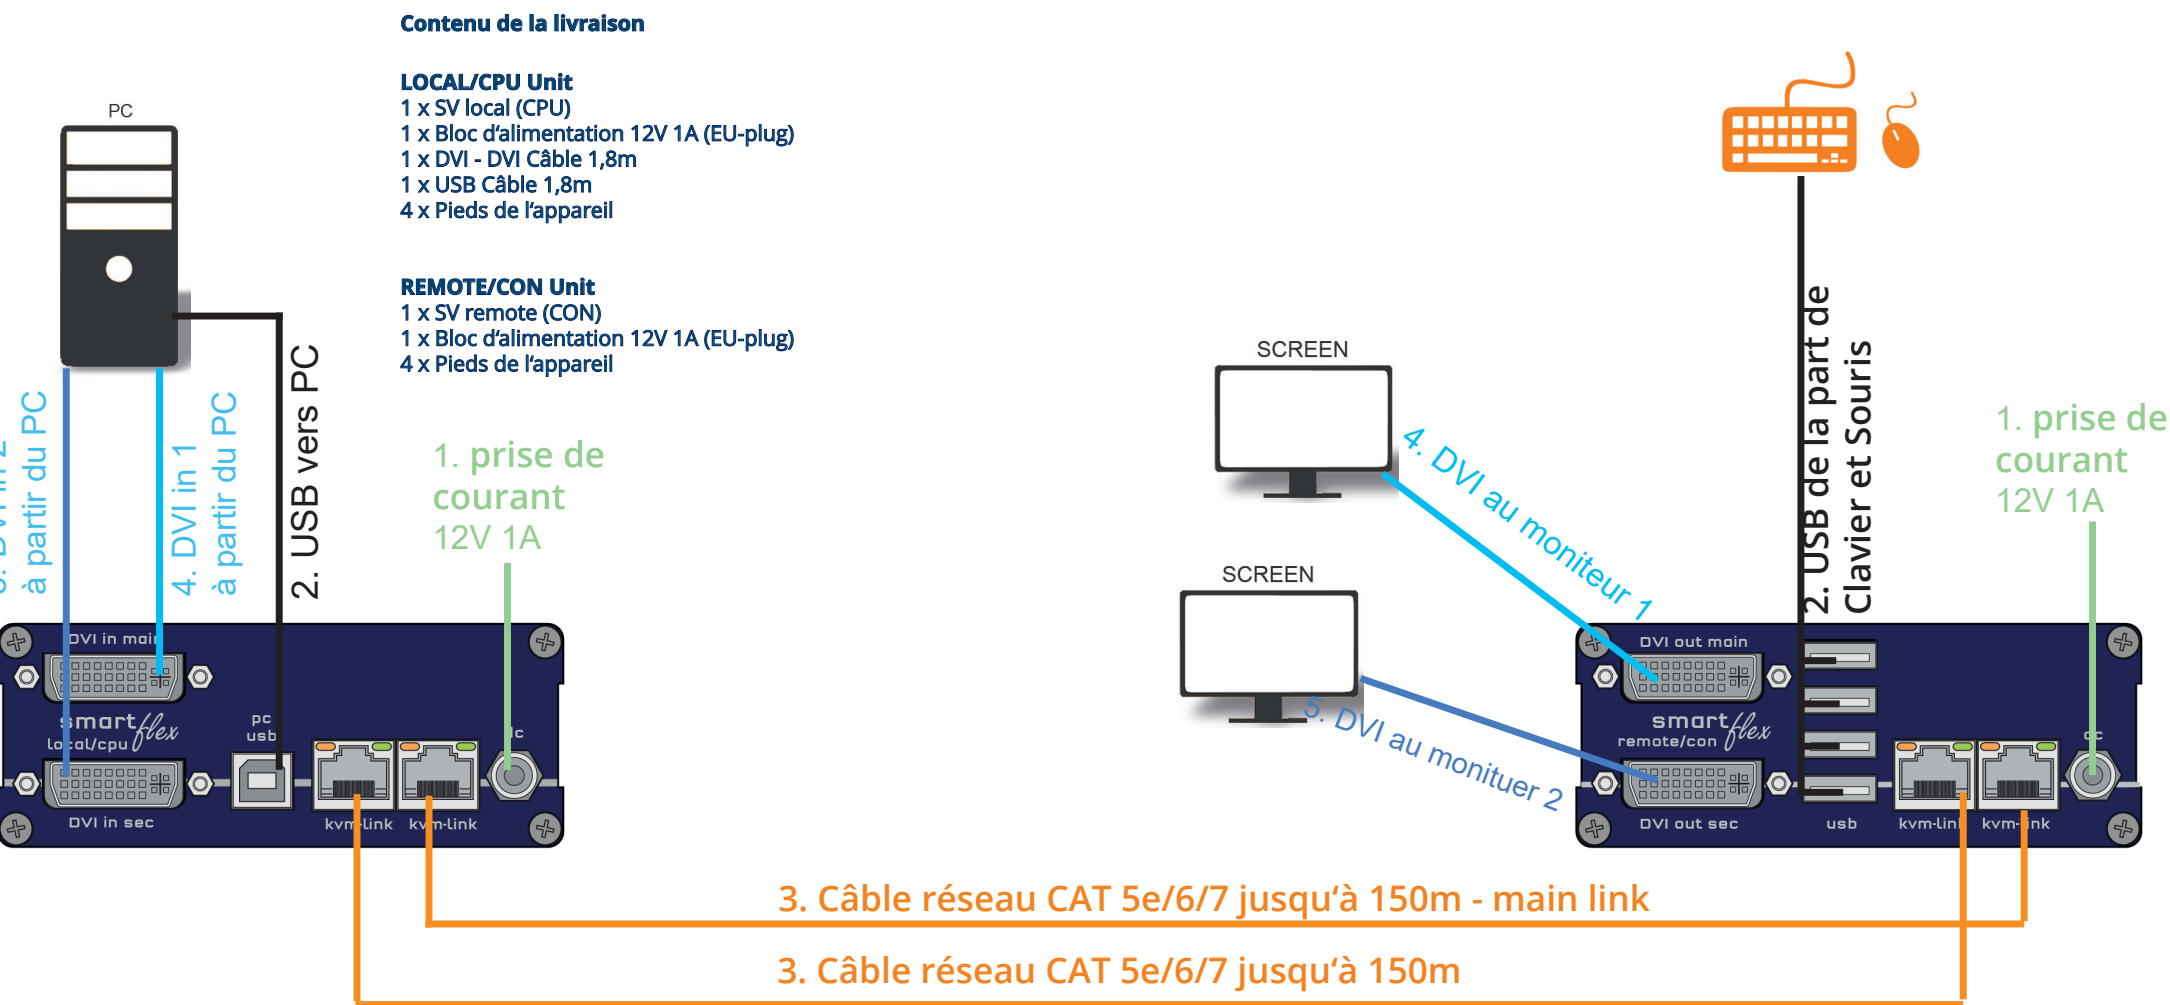 Contenu de la livraison
LOCAL/CPU Unit
1 x SV local (CPU)
1 x Bloc d‘alimentation 12V 1A (EU-plug)
1 x DVI - DVI Câble 1,8m
1 x USB Câble 1,8m
4 x Pieds de l‘appareil
REMOTE/CON Unit
1 x SV remote (CON)
1 x Bloc d‘alimentation 12V 1A (EU-plug)
4 x Pieds de l‘appareil
PC
à partir du PC
4. DVI in 1
à partir du PC
2. USB vers PC
1. prise de
courant
12V 1A
DVI in main
smart flex
local/cpu
DVI in sec
pc
usb
kvm-link
kvm-link
SCREEN
SCREEN
4. DVI au moniteur 1
5. DVI au monituer 2
2. USB de la part de
Clavier et Souris
1. prise de
courant
12V 1A
DVI out main
smart flex
remote/con
DVI out sec
usb
kvm-link
kvm-link
dc
3. Câble réseau CAT 5e/6/7 jusqu‘à 150m - main link
3. Câble réseau CAT 5e/6/7 jusqu‘à 150m